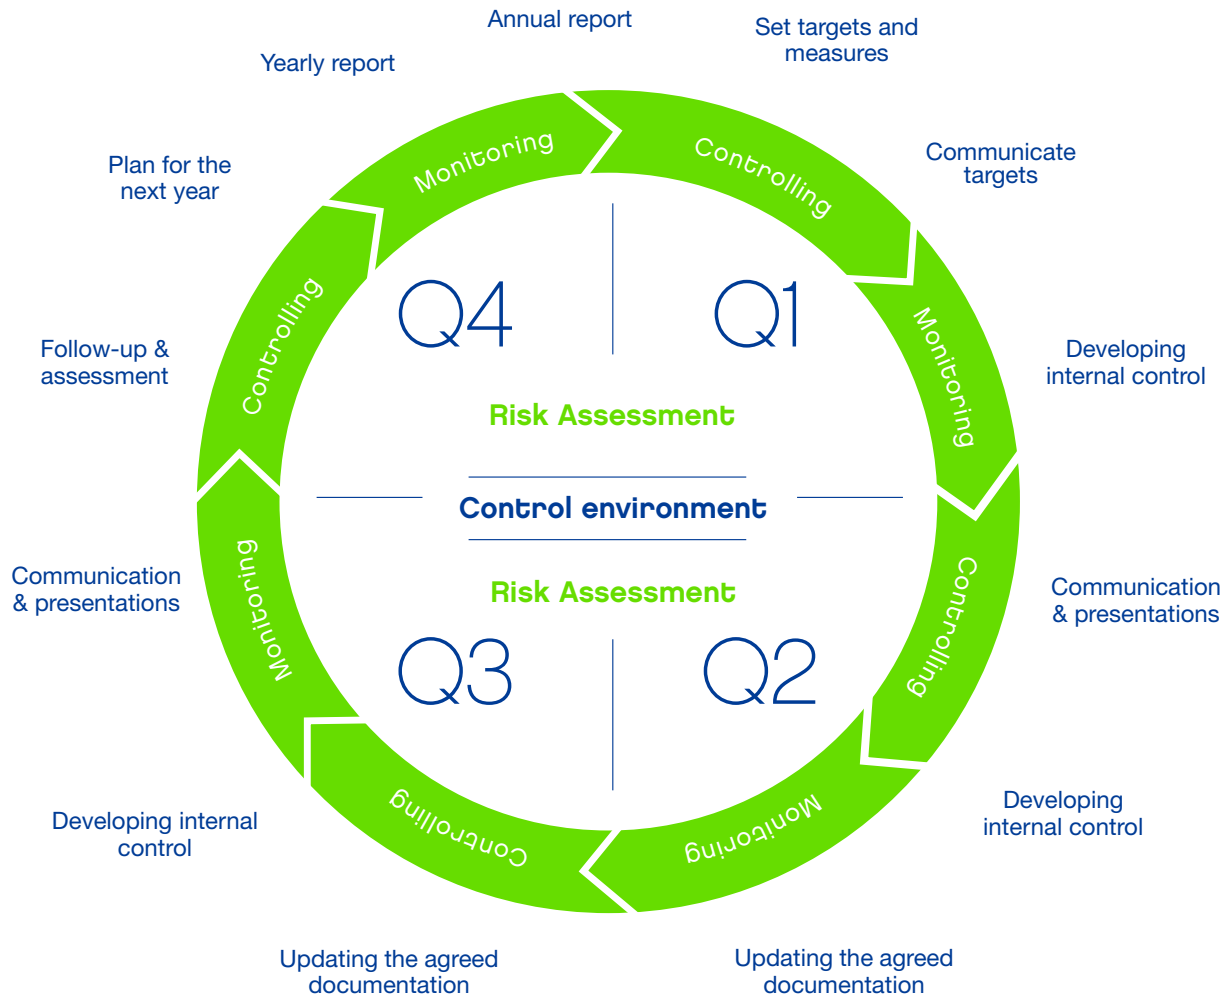 Annual report
Set targets and
measures
Yearly report
Communicate
targets
Plan for the
next year
Monitoring
Controlling
Q4
Q1
Controlling
Monitoring
Follow-up &
assessment
Developing
internal control
Risk Assessment
Control environment
Risk Assessment
Communication
& presentations
Monitoring
Controlling
Communication
& presentations
Q3
Q2
Controlling
Monitoring
Developing internal
control
Developing
internal control
Updating the agreed
documentation
Updating the agreed
documentation